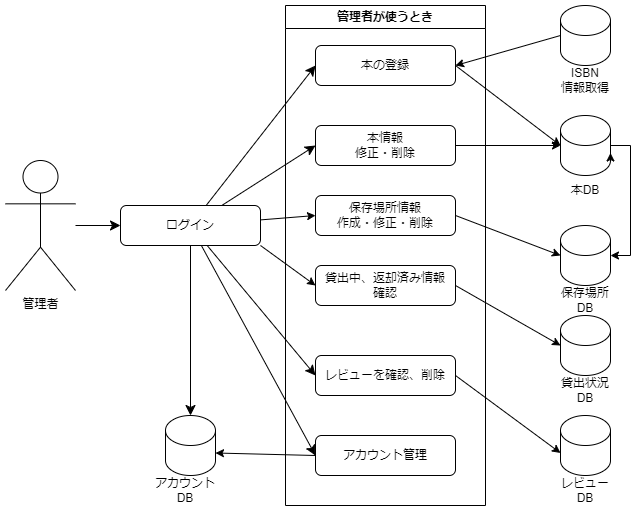 管理者が使うとき
本の登録
ISBN
情報取得
本情報
修正・削除
本DB
保存場所情報
作成・修正・削除
ログイン
管理者
貸出中、返却済み情報
確認
保存場所
DB
レビューを確認、削除
貸出状況
DB
アカウント管理
アカウント
DB
レビュー
DB